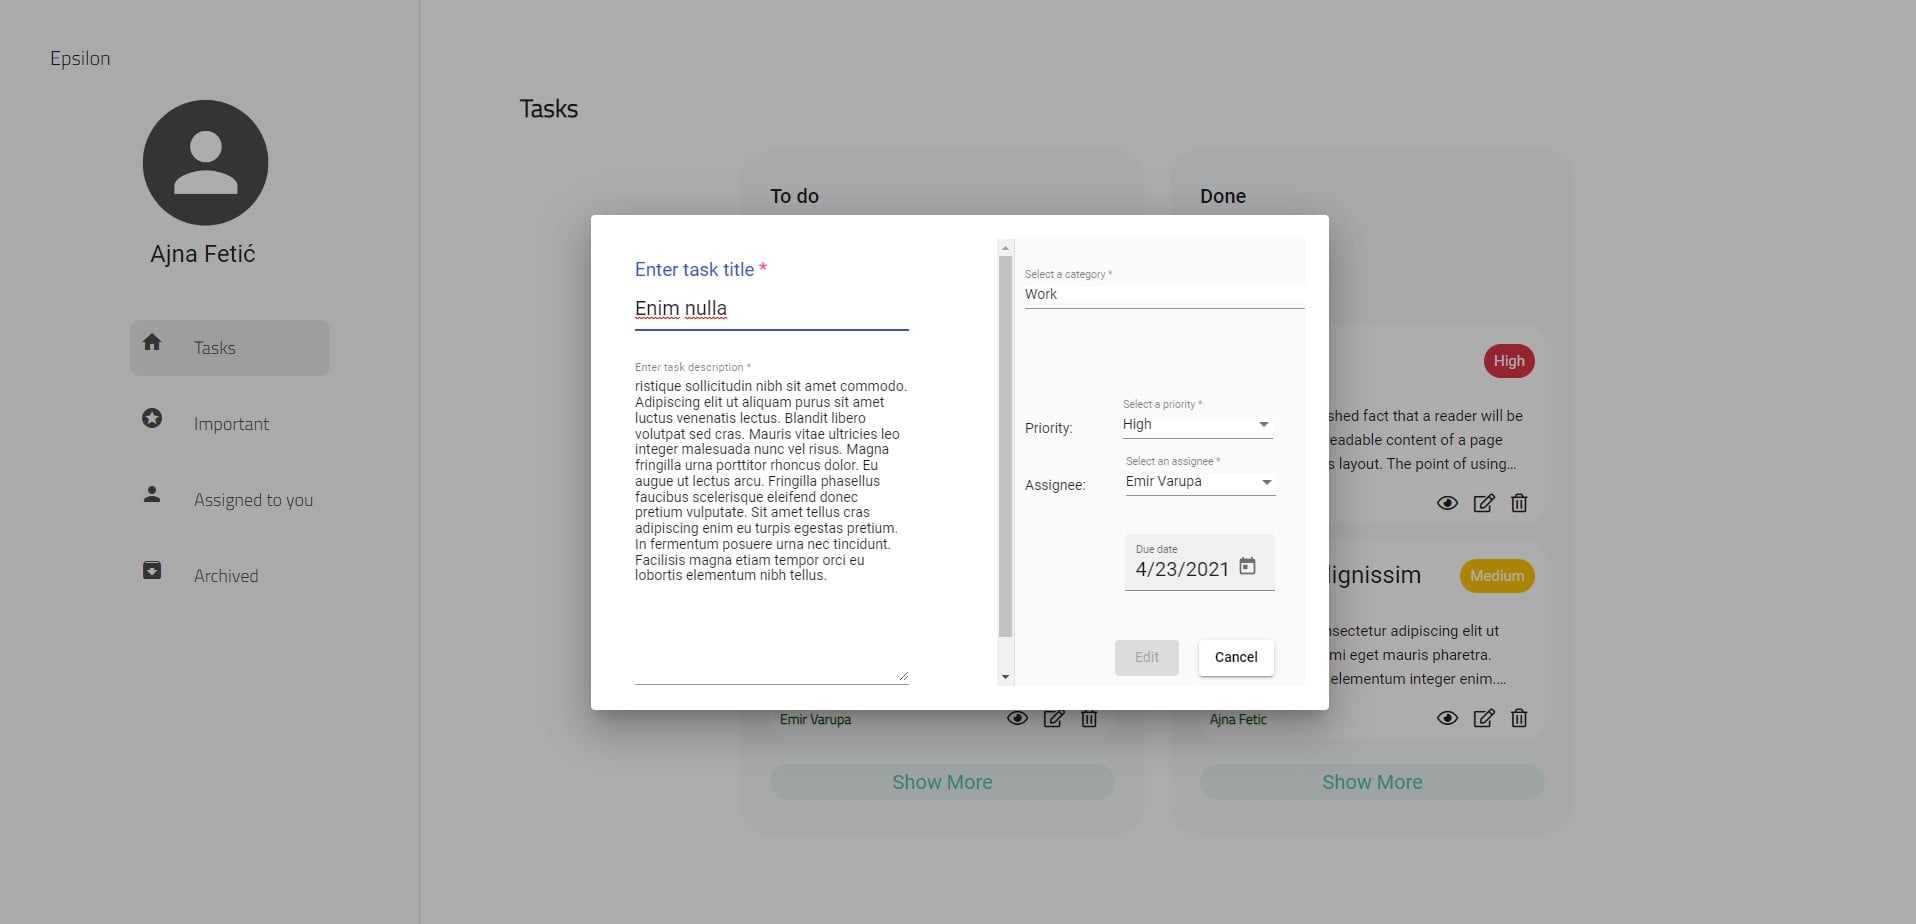 Epsilon
Ajna Fetić
Tasks
Important
Assigned to you
Archived
Tasks
To do
Done
Enter task title *
Enim nulla
Enter task description *
ristique sollicitudin nibh sit amet commodo.
Adipiscing elit ut aliquam purus sit amet
luctus venenatis lectus. Blandit libero
volutpat sed cras. Mauris vitae ultricies leo
integer malesuada nunc vel risus. Magna
fringilla urna porttitor rhoncus dolor. Eu
augue ut lectus arcu. Fringilla phasellus
faucibus scelerisque eleifend donec
pretium vulputate. Sit amet tellus cras
adipiscing enim eu turpis egestas pretium.
In fermentum posuere urna nec tincidunt.
Facilisis magna etiam tempor orci eu
lobortis elementum nibh tellus.
Select a category *
Work
Select a priority *
Priority: High
Select an assignee *
Assignee: Emir Varupa
Due date
4/23/2021
Edit Cancel
High
shed fact that a reader will be
eadable content of a page
s layout. The point of using...
lignissim Medium
nsectetur adipiscing elit ut
mi eget mauris pharetra.
elementum integer enim....
Emir Varupa
Ajna Fetic
Show More
Show More